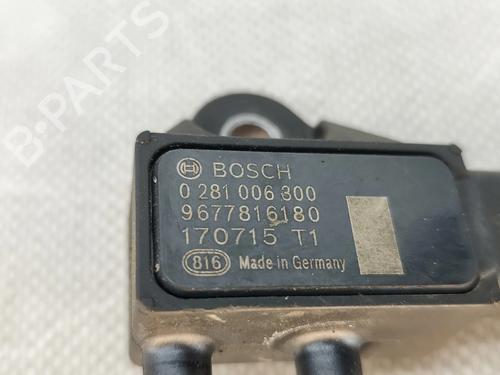 B-PARTS
BOSCH
0 281 006 300
9677816180
170715 T1
816 Made in Germany